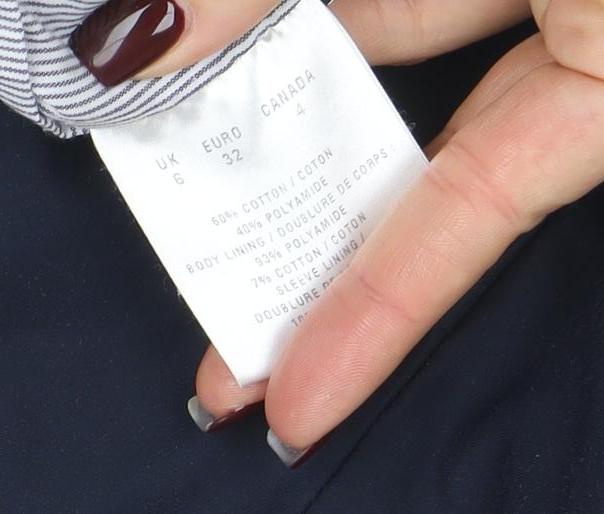 UK EURO CANADA
6 32 4
60% COTTON / COTON
40% POLYAMIDE
BODY LINING / DOUBLURE DE CORPS :
93% POLYAMIDE
7% COTTON / COTON
SLEEVE LINING /
DOUBLURE